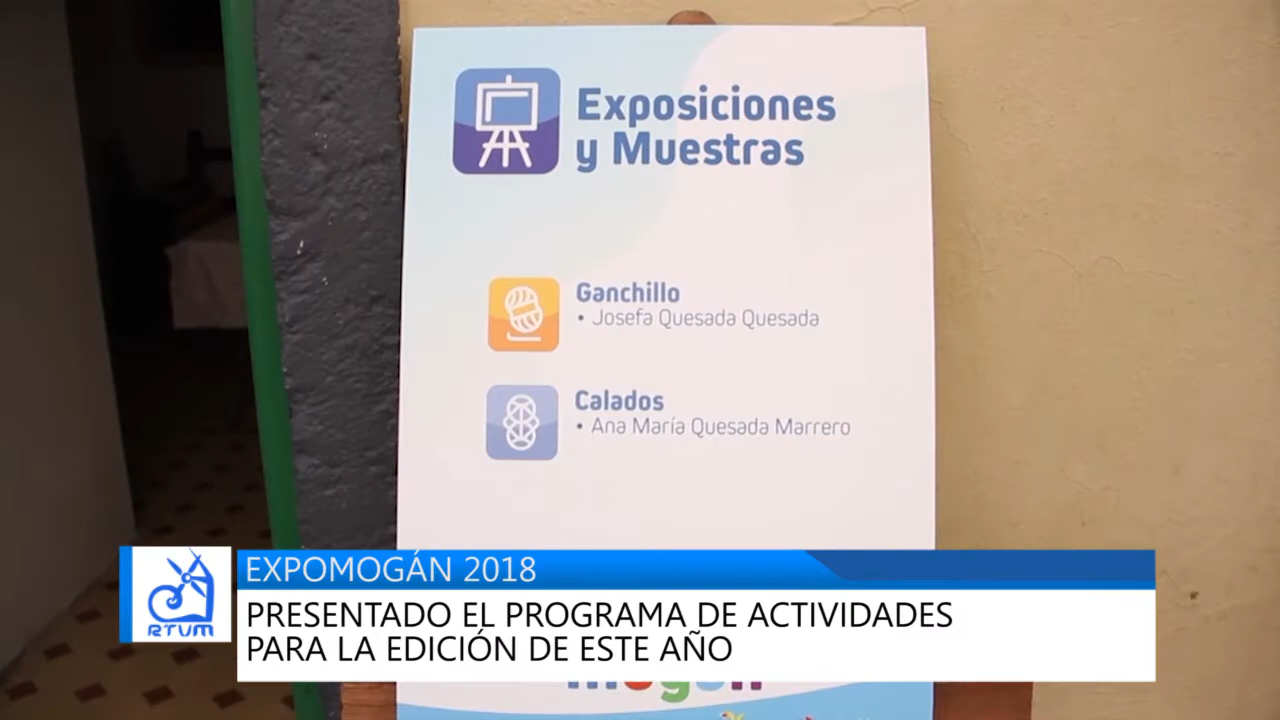 Exposiciones
y Muestras
Ganchillo
• Josefa Quesada Quesada
Calados
• Ana María Quesada Marrero
EXPOMOGÁN 2018
PRESENTADO EL PROGRAMA DE ACTIVIDADES
PARA LA EDICIÓN DE ESTE AÑO
RTVM